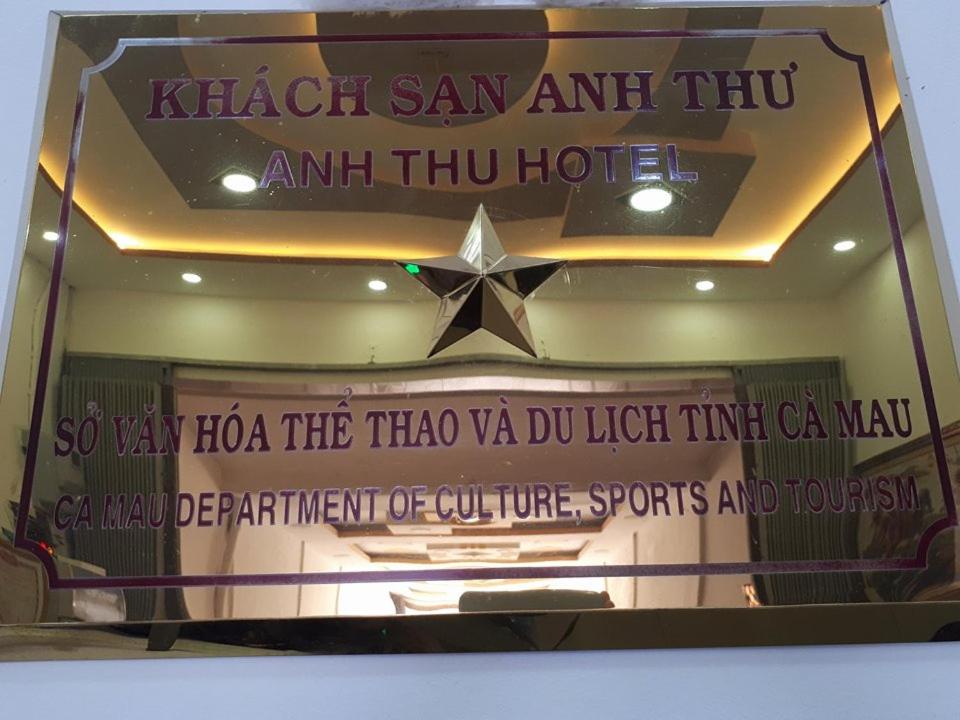 KHÁCH SẠN ANH THƯ
ANH THU HOTEL
SỞ VĂN HÓA THỂ THAO VÀ DU LỊCH TỈNH CÀ MAU
CA MAU DEPARTMENT OF CULTURE, SPORTS AND TOURISM